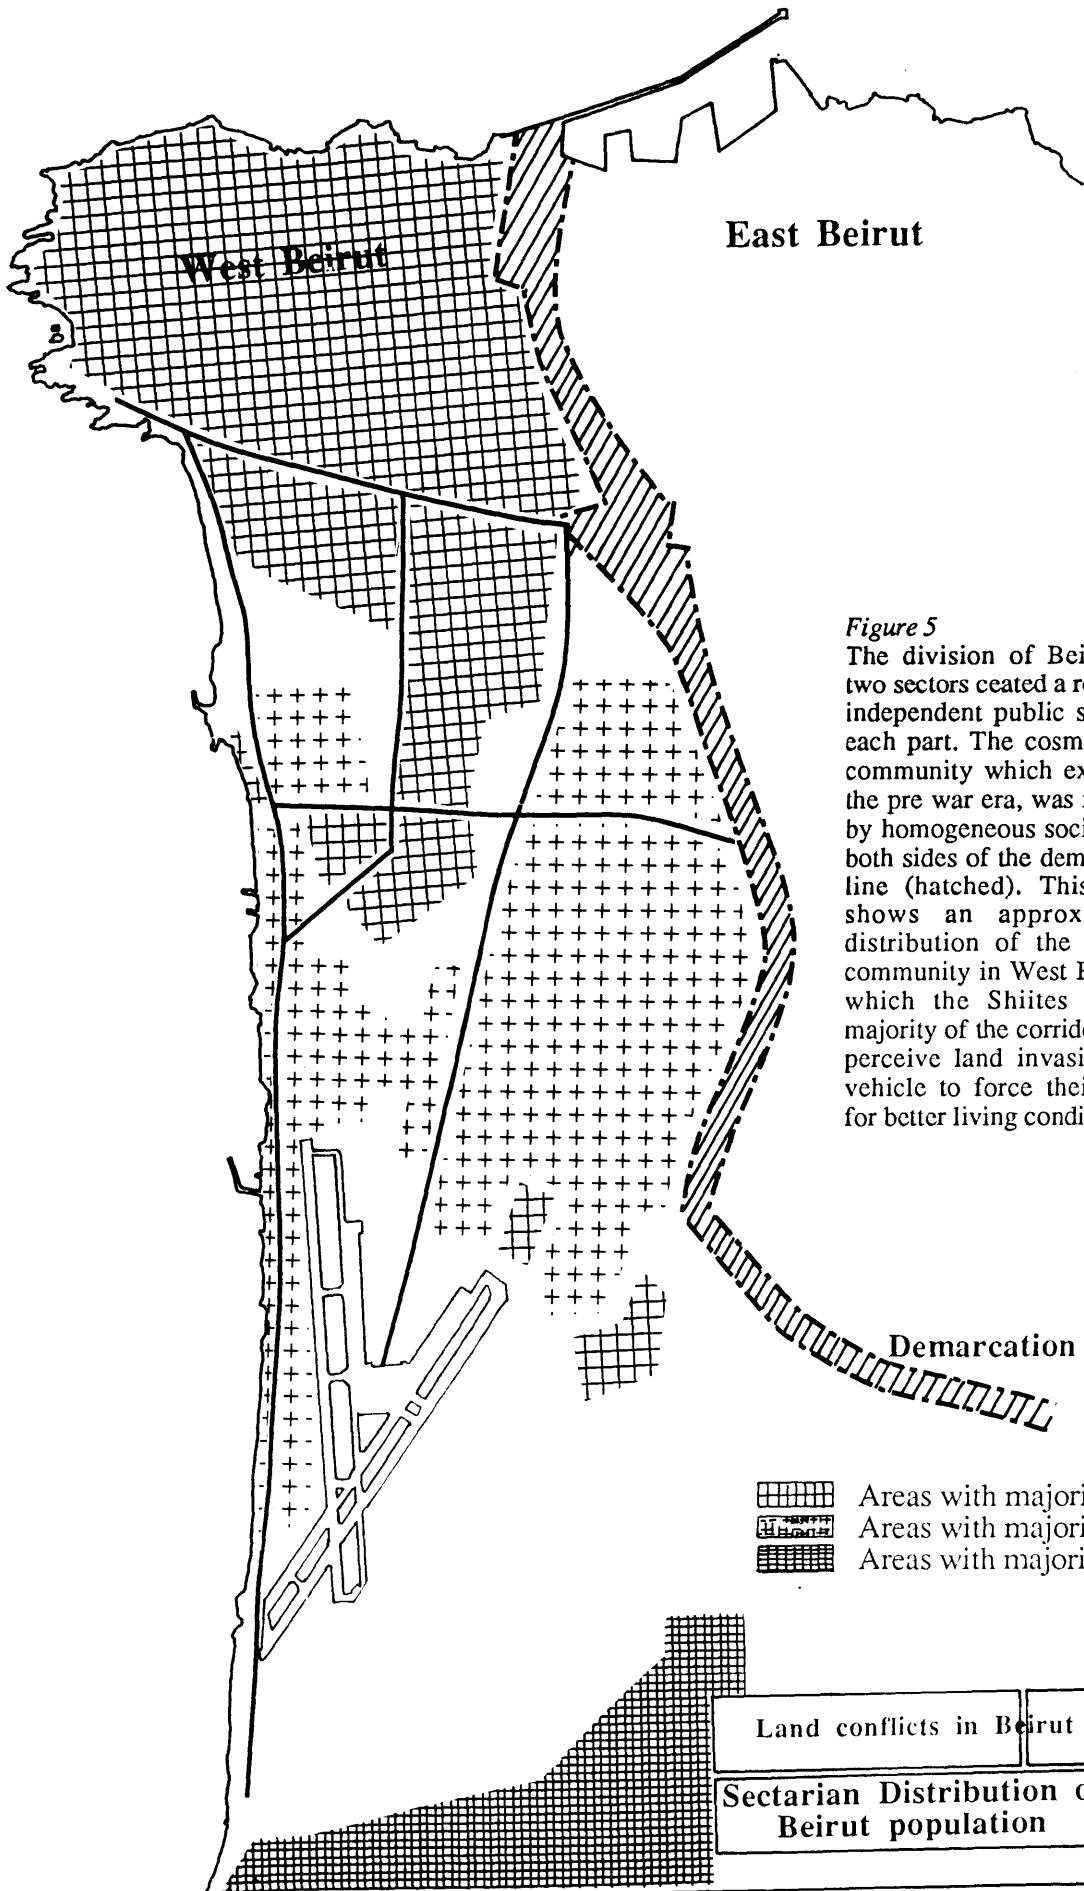 East Beirut
West Beirut
Figure 5
The division of Bei
two sectors ceated a r
independent public s
each part. The cosm
community which ex
the pre war era, was
by homogeneous soci
both sides of the dem
line (hatched). This
shows an approx
distribution of the
community in West
which the Shiites
majority of the corrid
perceive land invasi
vehicle to force thei
for better living condi
Demarcation
Areas with majori
Areas with majori
Areas with majori
Land conflicts in Beirut
Sectarian Distribution o
Beirut population